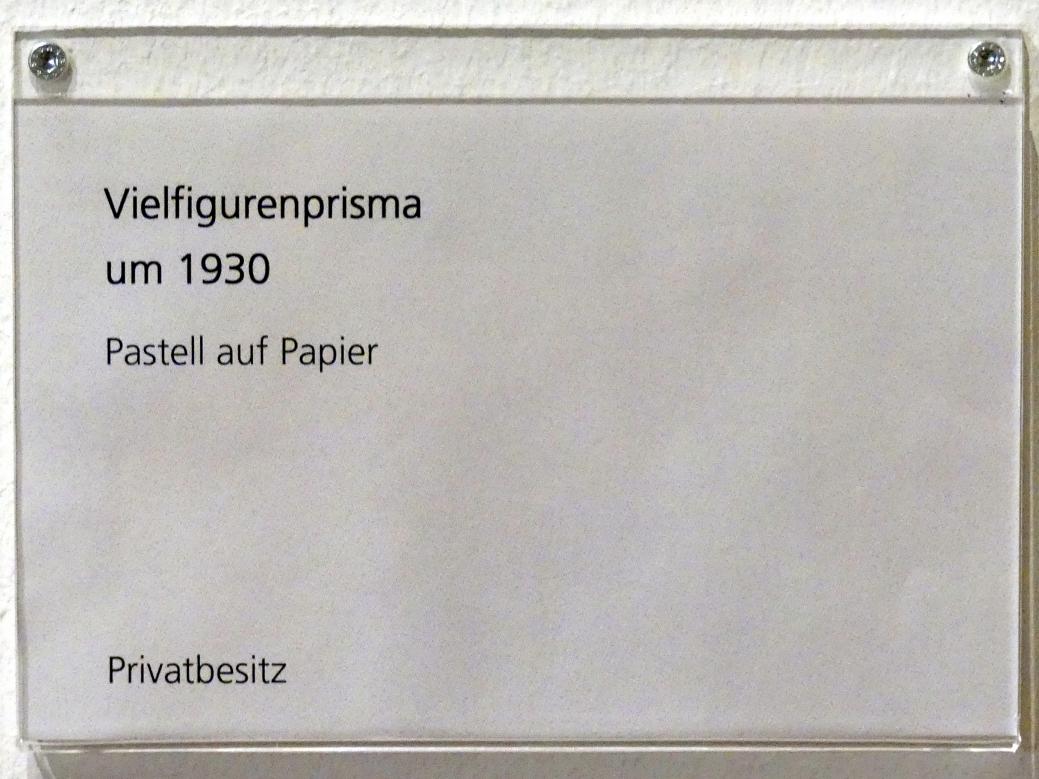 Vielfigurenprisma
um 1930
Pastell auf Papier
Privatbesitz